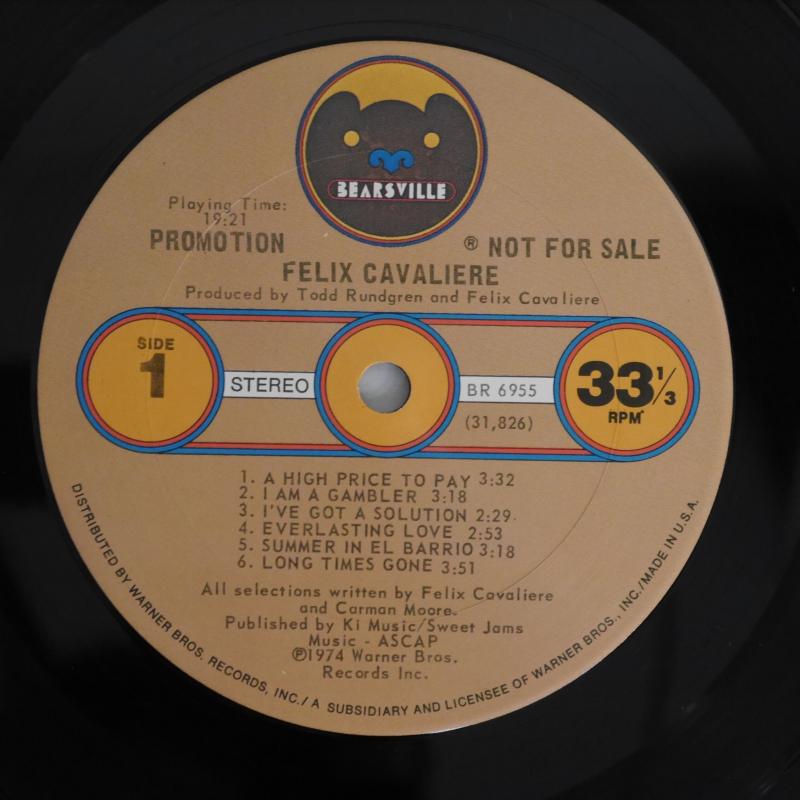 BEARSVILLE
Playing Time:
19:21
PROMOTION
® NOT FOR SALE
FELIX CAVALIERE
Produced by Todd Rundgren and Felix Cavaliere
SIDE
1
STEREO
BR 6955
(31,826)
33 1/3
RPM
1. A HIGH PRICE TO PAY 3:32
2. I AM A GAMBLER 3:18
3. I'VE GOT A SOLUTION 2:29
4. EVERLASTING LOVE 2:53
5. SUMMER IN EL BARRIO 3:18
6. LONG TIMES GONE 3:51
All selections written by Felix Cavaliere
and Carman Moore.
Published by Ki Music/Sweet Jams
Music - ASCAP
℗1974 Warner Bros.
Records Inc.
DISTRIBUTED BY WARNER BROS. RECORDS, INC./A SUBSIDIARY AND LICENSEE OF WARNER BROS., INC./MADE IN U.S.A.